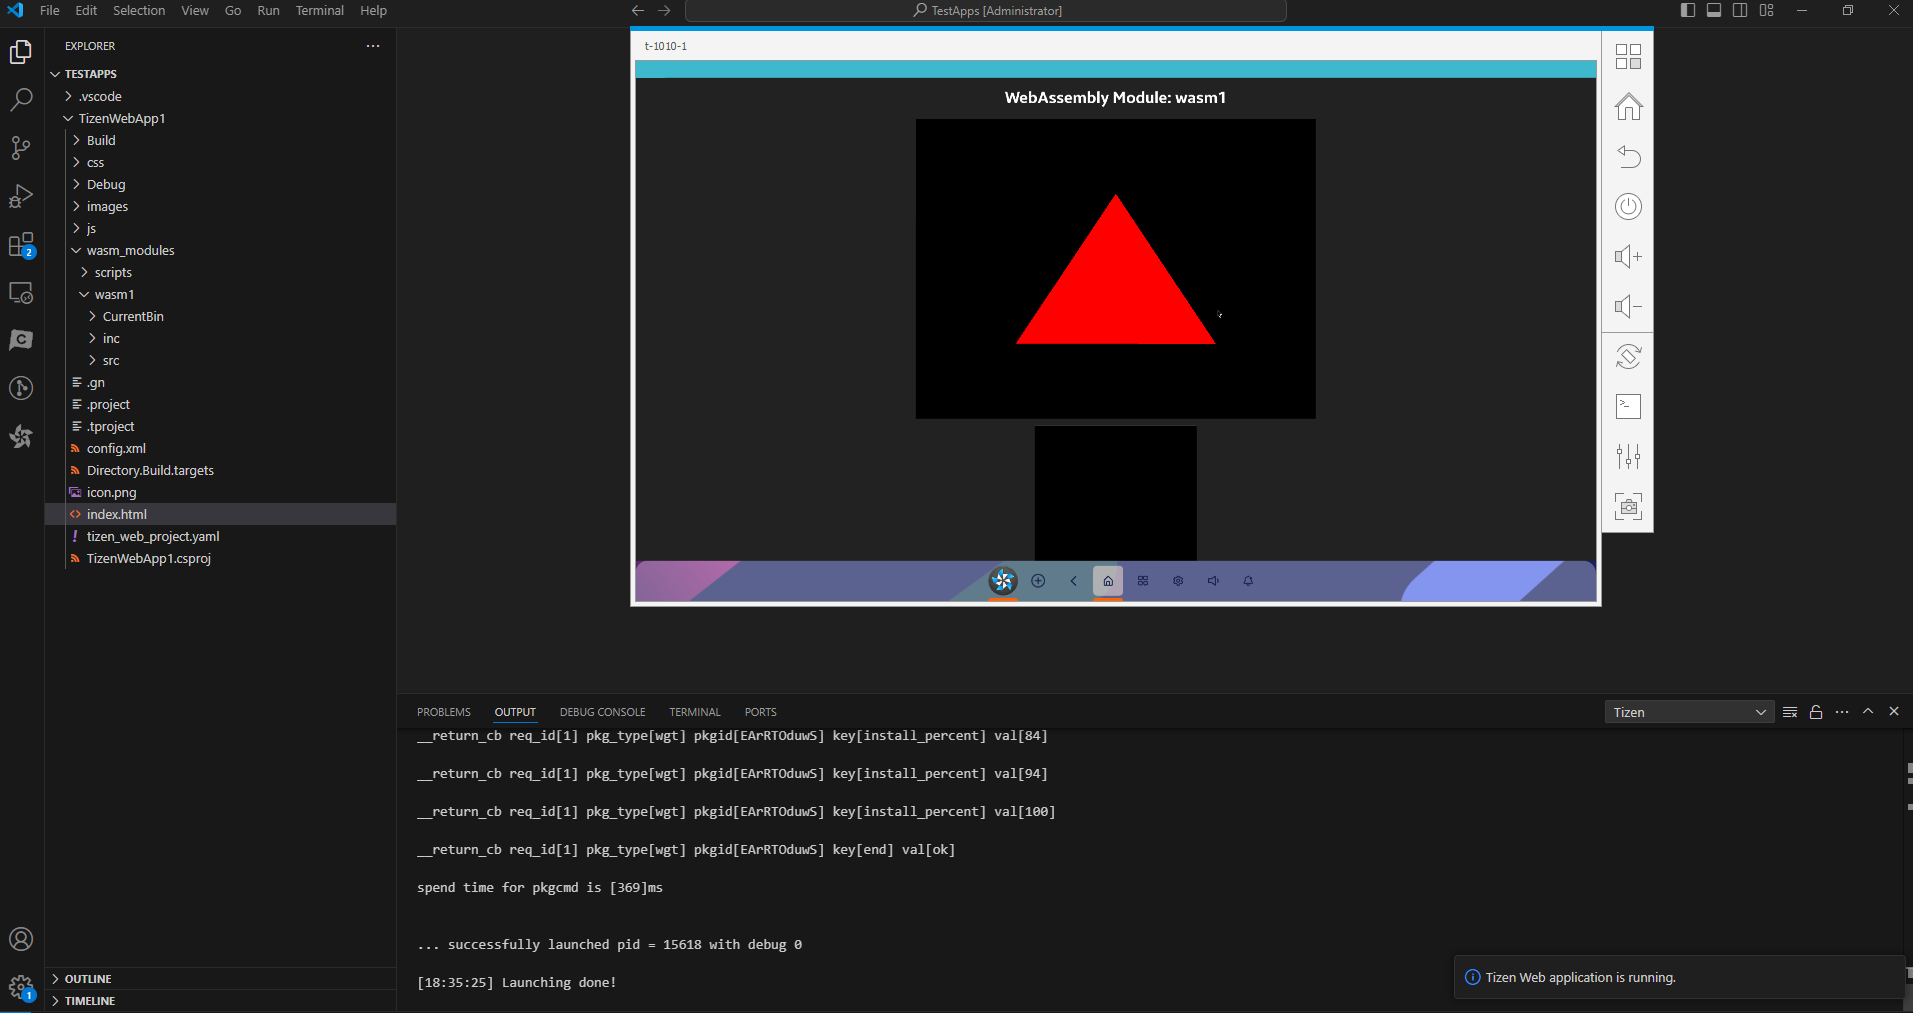 File Edit Selection View Go Run Terminal Help
TestApps [Administrator]
EXPLORER
TESTAPPS
.vscode
TizenWebApp1
Build
css
Debug
images
js
wasm_modules
scripts
wasm1
CurrentBin
inc
src
.gn
.project
.tproject
config.xml
Directory.Build.targets
icon.png
index.html
tizen_web_project.yaml
TizenWebApp1.csproj
2
OUTLINE
TIMELINE
1
t-1010-1
WebAssembly Module: wasm1
PROBLEMS OUTPUT DEBUG CONSOLE TERMINAL PORTS
Tizen
__return_cb req_id[1] pkg_type[wgt] pkgid[EArRTOduwS] key[install_percent] val[84]
__return_cb req_id[1] pkg_type[wgt] pkgid[EArRTOduwS] key[install_percent] val[94]
__return_cb req_id[1] pkg_type[wgt] pkgid[EArRTOduwS] key[install_percent] val[100]
__return_cb req_id[1] pkg_type[wgt] pkgid[EArRTOduwS] key[end] val[ok]
spend time for pkgcmd is [369]ms
... successfully launched pid = 15618 with debug 0
[18:35:25] Launching done!
Tizen Web application is running.